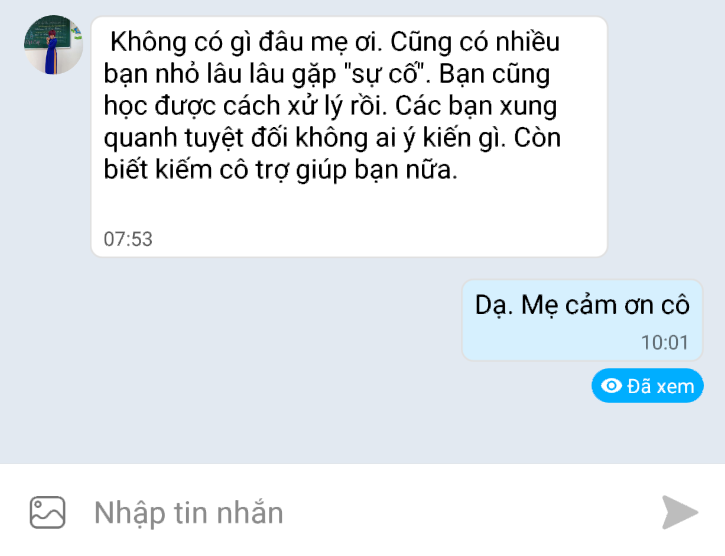 Không có gì đâu mẹ ơi. Cũng có nhiều
bạn nhỏ lâu lâu gặp "sự cố". Bạn cũng
học được cách xử lý rồi. Các bạn xung
quanh tuyệt đối không ai ý kiến gì. Còn
biết kiếm cô trợ giúp bạn nữa.
07:53
Dạ. Mẹ cảm ơn cô
10:01
Đã xem
Nhập tin nhắn